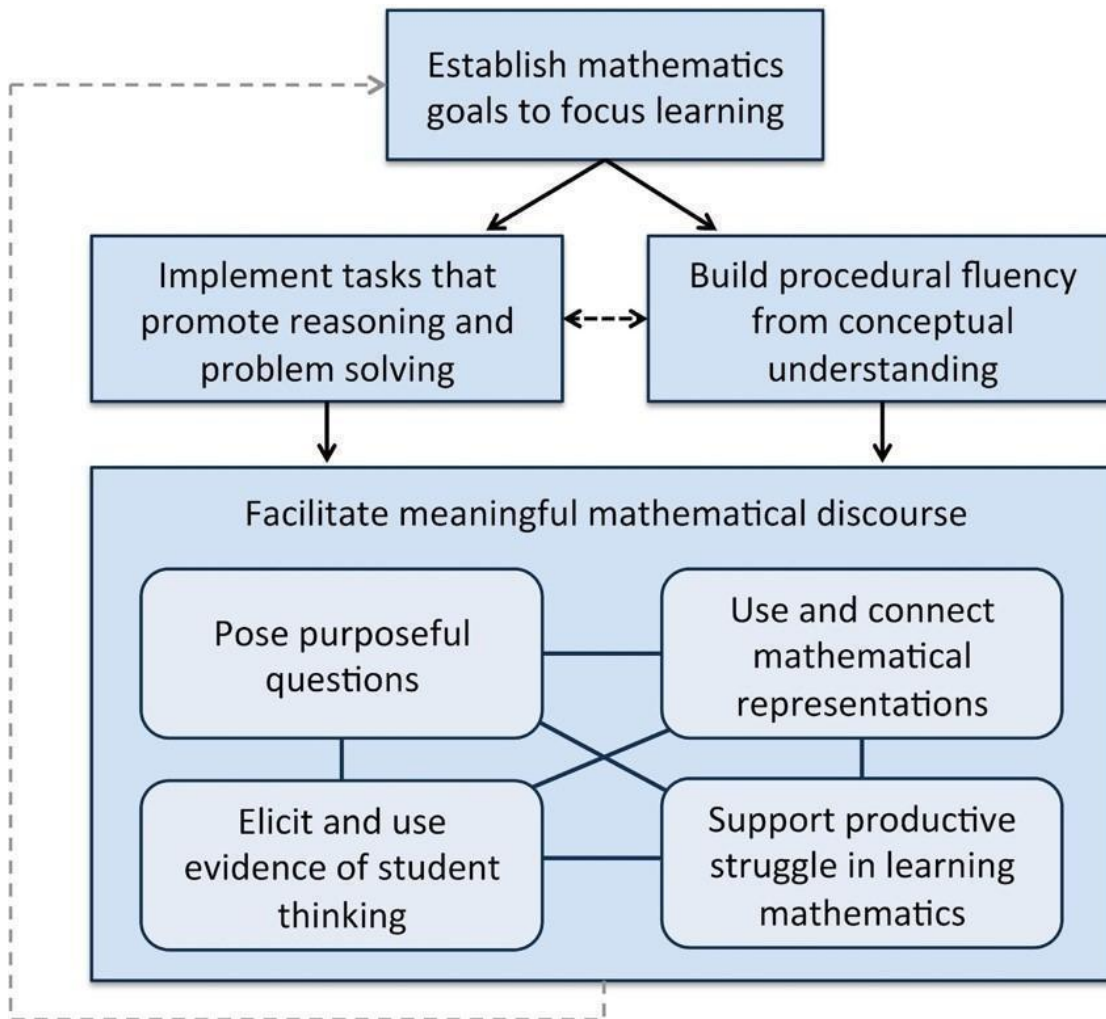 Establish mathematics
goals to focus learning
Implement tasks that
promote reasoning and
problem solving
Build procedural fluency
from conceptual
understanding
Facilitate meaningful mathematical discourse
Pose purposeful
questions
Use and connect
mathematical
representations
Elicit and use
evidence of student
thinking
Support productive
struggle in learning
mathematics